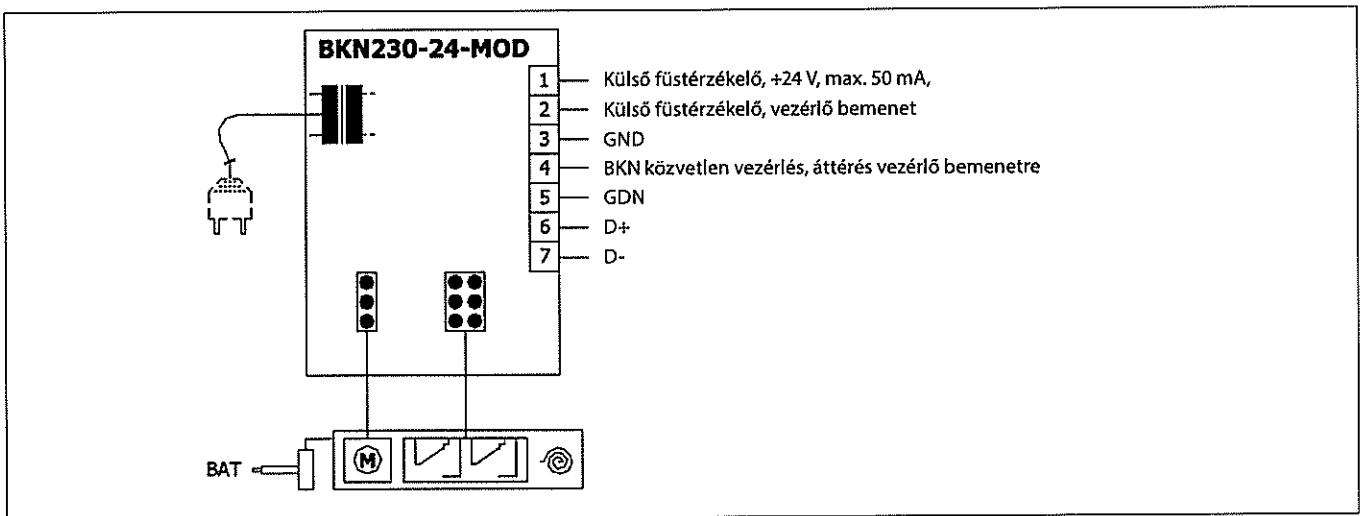 BKN230-24-MOD
1 Külső füstérzékelő, +24 V, max. 50 mA,
2 Külső füstérzékelő, vezérlő bemenet
3 GND
4 BKN közvetlen vezérlés, áttérés vezérlő bemenetre
5 GDN
6 D+
7 D-
BAT
M